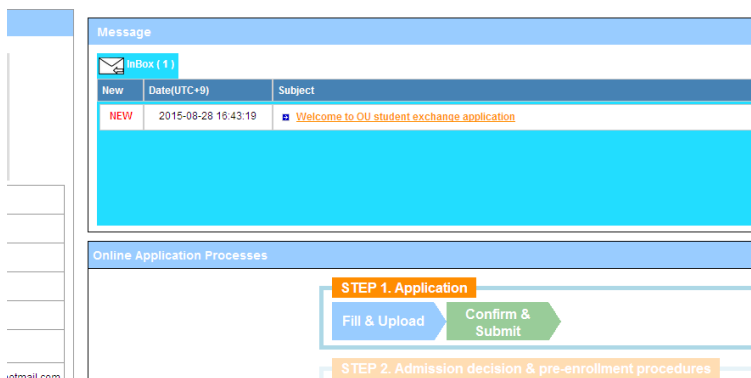 Message
InBox ( 1 )
New Date(UTC+9) Subject
NEW 2015-08-28 16:43:19 Welcome to OU student exchange application
Online Application Processes
STEP 1. Application
Fill & Upload Confirm &
Submit
STEP 2. Admission decision & pre-enrollment procedures